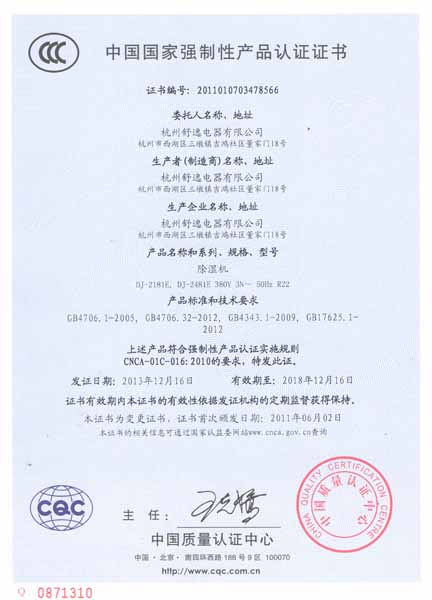 中国国家强制性产品认证证书
证书编号: 2011010703478566
委托人名称、地址
杭州舒逸电器有限公司
杭州市西湖区三墩镇吉鸿社区董家门18号
生产者(制造商)名称、地址
杭州舒逸电器有限公司
杭州市西湖区三墩镇吉鸿社区董家门18号
生产企业名称、地址
杭州舒逸电器有限公司
杭州市西湖区三墩镇吉鸿社区董家门18号
产品名称和系列、规格、型号
除湿机
DJ-2181E, DJ-2481E 380V 3N~ 50Hz R22
产品标准和技术要求
GB4706.1-2005, GB4706.32-2012, GB4343.1-2009, GB17625.1-
2012
上述产品符合强制性产品认证实施规则
CNCA-01C-016:2010的要求, 特发此证。
发证日期: 2013年12月16日 有效期至: 2018年12月16日
证书有效期内本证书的有效性依据发证机构的定期监督获得保持。
本证书为变更证书, 证书首次颁发日期: 2011年06月02日
本证书的相关信息可通过国家认监委网站www.cnca.gov.cn查询
CQC
主 任:
CHINA QUALITY CERTIFICATION CENTRE
中国质量认证中心
中国质量认证中心
中国・北京・南四环西路188号9区 100070
http://www.cqc.com.cn
Q 0871310